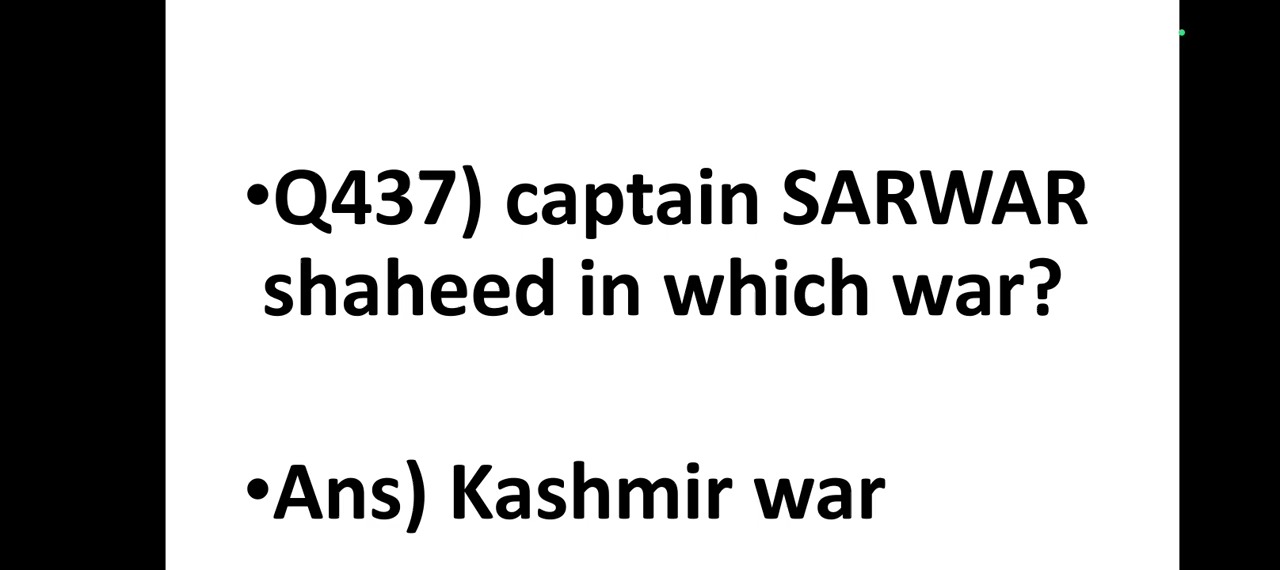 •Q437) captain SARWAR
shaheed in which war?
•Ans) Kashmir war